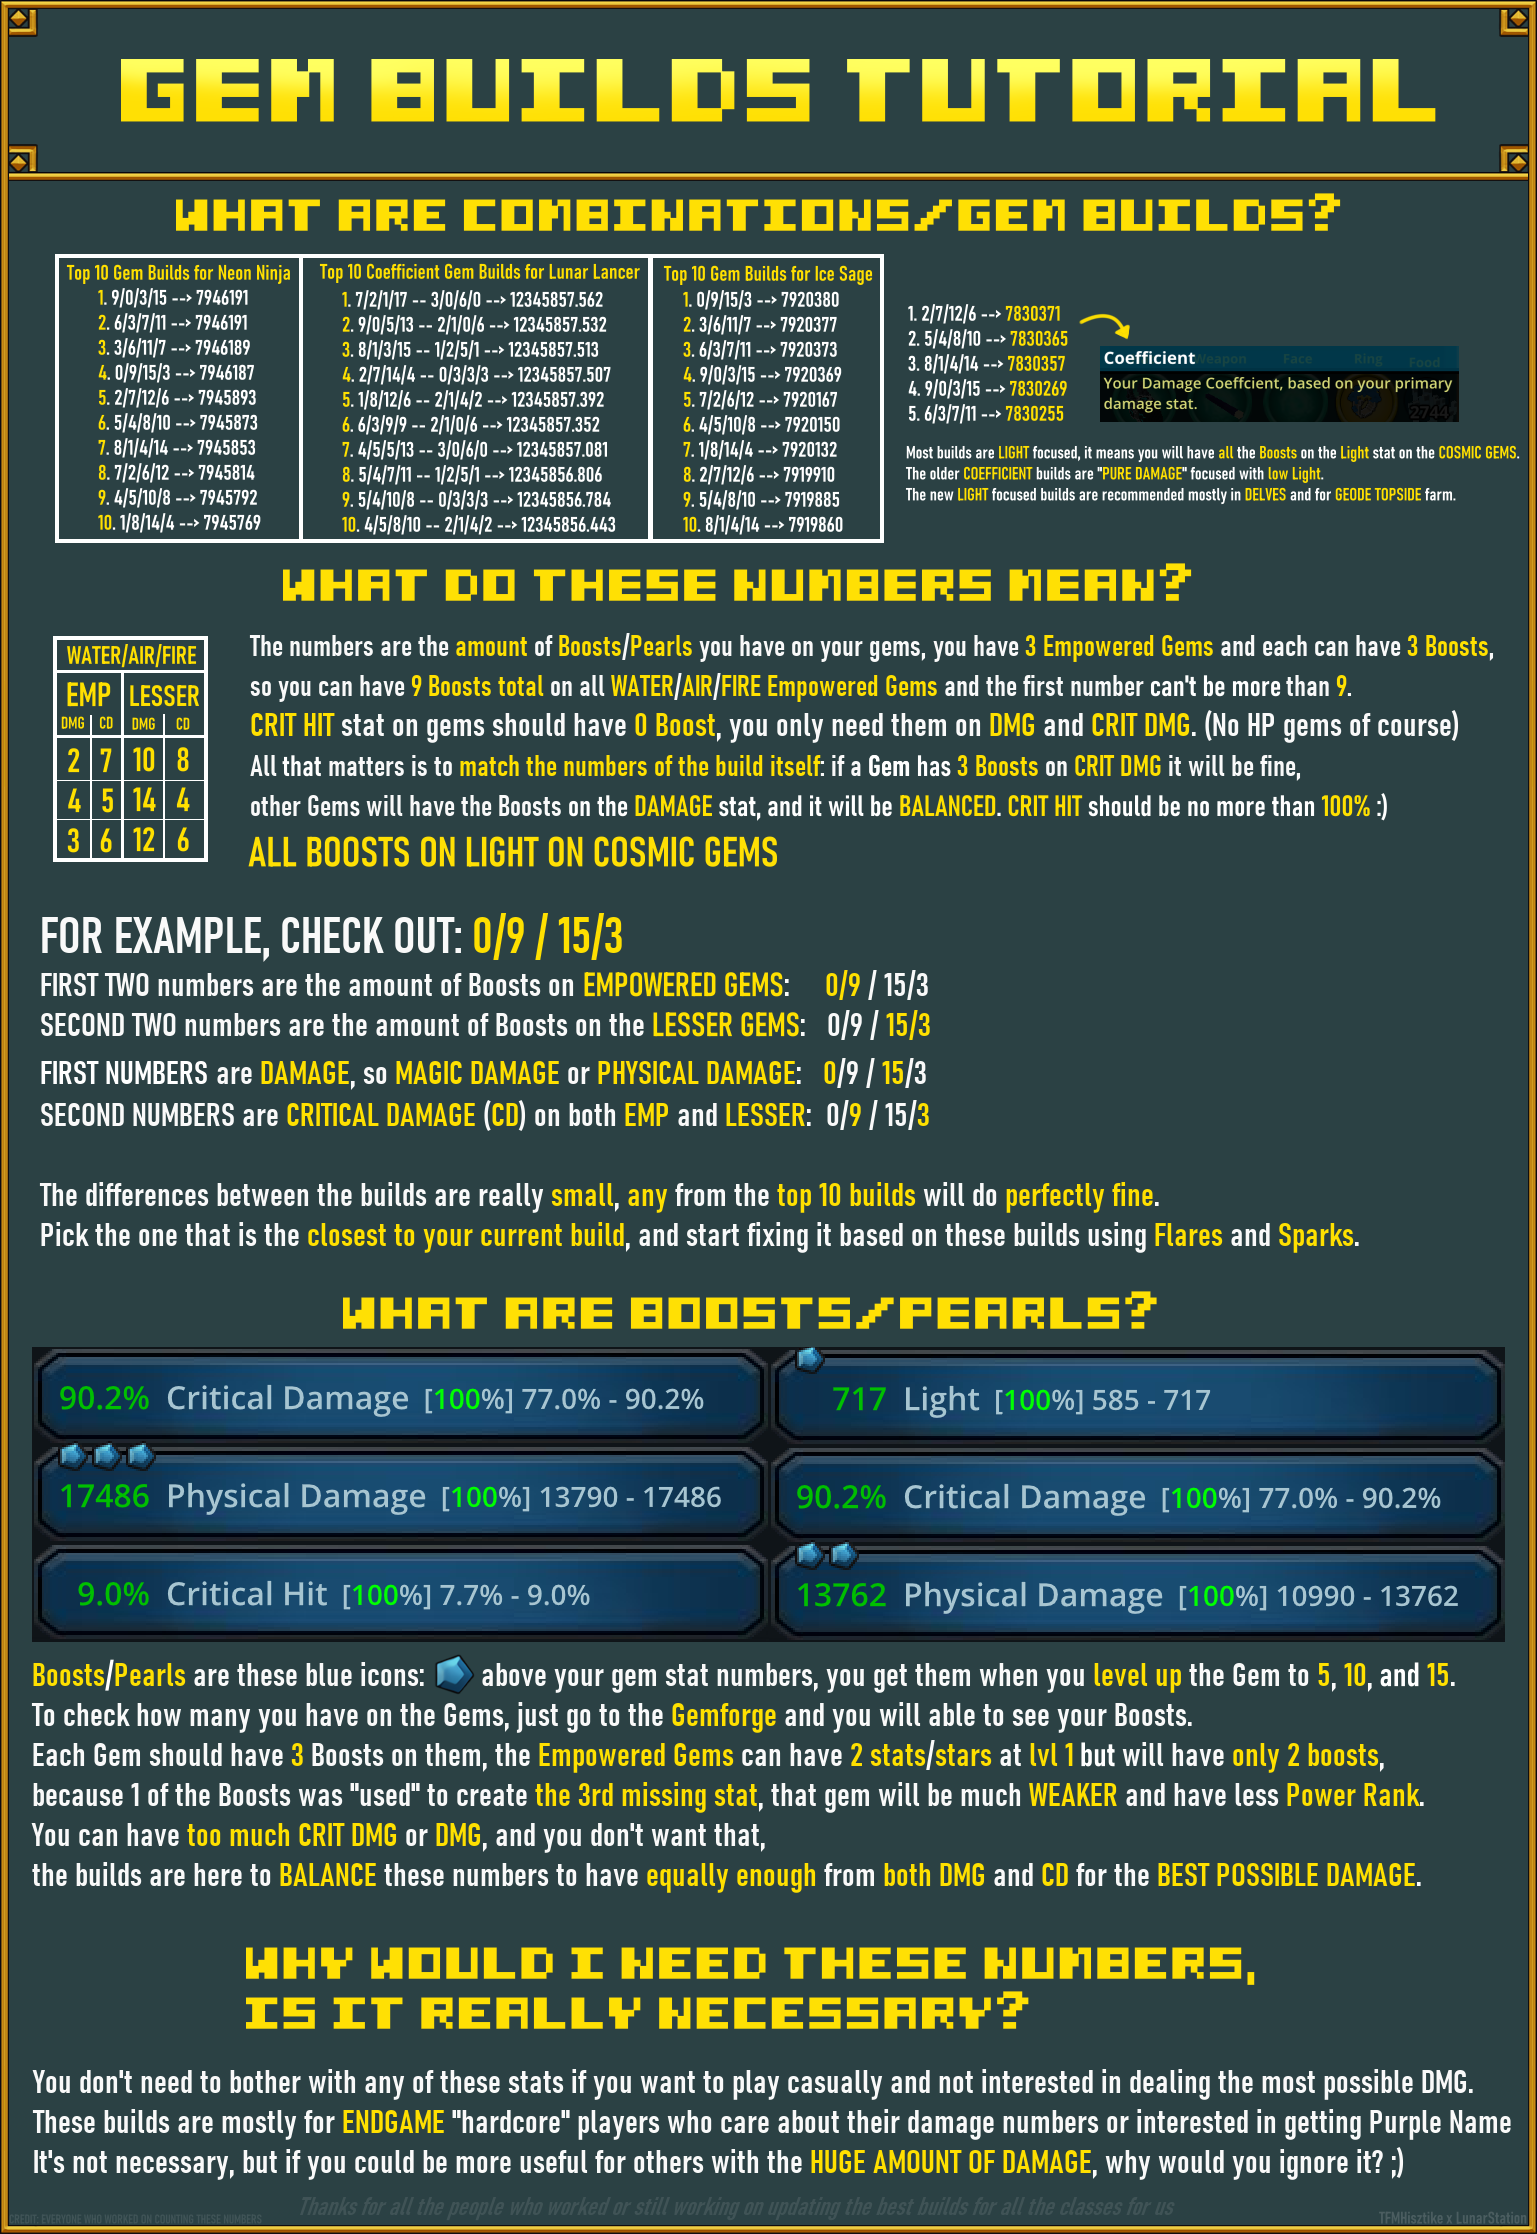 GEM BUILDS TUTORIAL
WHAT ARE COMBINATIONS/GEM BUILDS?
Top 10 Gem Builds for Neon Ninja
1. 9/0/3/15 --> 7946191
2. 6/3/7/11 --> 7946191
3. 3/6/11/7 --> 7946189
4. 0/9/15/3 --> 7946187
5. 2/7/12/6 --> 7945893
6. 5/4/8/10 --> 7945873
7. 8/1/4/14 --> 7945853
8. 7/2/6/12 --> 7945814
9. 4/5/10/8 --> 7945792
10. 1/8/14/4 --> 7945769
Top 10 Coefficient Gem Builds for Lunar Lancer
1. 7/2/1/17 -- 3/0/6/0 --> 12345857.562
2. 9/0/5/13 -- 2/1/0/6 --> 12345857.532
3. 8/1/3/15 -- 1/2/5/1 --> 12345857.513
4. 2/7/14/4 -- 0/3/3/3 --> 12345857.507
5. 1/8/12/6 -- 2/1/4/2 --> 12345857.392
6. 6/3/9/9 -- 2/1/0/6 --> 12345857.352
7. 4/5/5/13 -- 3/0/6/0 --> 12345857.081
8. 5/4/7/11 -- 1/2/5/1 --> 12345856.806
9. 5/4/10/8 -- 0/3/3/3 --> 12345856.784
10. 4/5/8/10 -- 2/1/4/2 --> 12345856.443
Top 10 Gem Builds for Ice Sage
1. 0/9/15/3 --> 7920380
2. 3/6/11/7 --> 7920377
3. 6/3/7/11 --> 7920373
4. 9/0/3/15 --> 7920369
5. 7/2/6/12 --> 7920167
6. 4/5/10/8 --> 7920150
7. 1/8/14/4 --> 7920132
8. 2/7/12/6 --> 7919910
9. 5/4/8/10 --> 7919885
10. 8/1/4/14 --> 7919860
1. 2/7/12/6 --> 7830371
2. 5/4/8/10 --> 7830365
3. 8/1/4/14 --> 7830357
4. 9/0/3/15 --> 7830269
5. 6/3/7/11 --> 7830255
Coefficient Weapon Face Ring Food
Your Damage Coeffcient, based on your primary
damage stat.
2744
Most builds are LIGHT focused, it means you will have all the Boosts on the Light stat on the COSMIC GEMS.
The older COEFFICIENT builds are "PURE DAMAGE" focused with low Light.
The new LIGHT focused builds are recommended mostly in DELVES and for GEODE TOPSIDE farm.
WHAT DO THESE NUMBERS MEAN?
WATER/AIR/FIRE
EMP LESSER
DMG CD DMG CD
2 7 10 8
4 5 14 4
3 6 12 6
The numbers are the amount of Boosts/Pearls you have on your gems, you have 3 Empowered Gems and each can have 3 Boosts,
so you can have 9 Boosts total on all WATER/AIR/FIRE Empowered Gems and the first number can't be more than 9.
CRIT HIT stat on gems should have 0 Boost, you only need them on DMG and CRIT DMG. (No HP gems of course)
All that matters is to match the numbers of the build itself: if a Gem has 3 Boosts on CRIT DMG it will be fine,
other Gems will have the Boosts on the DAMAGE stat, and it will be BALANCED. CRIT HIT should be no more than 100% :)
ALL BOOSTS ON LIGHT ON COSMIC GEMS
FOR EXAMPLE, CHECK OUT: 0/9 / 15/3
FIRST TWO numbers are the amount of Boosts on EMPOWERED GEMS: 0/9 / 15/3
SECOND TWO numbers are the amount of Boosts on the LESSER GEMS: 0/9 / 15/3
FIRST NUMBERS are DAMAGE, so MAGIC DAMAGE or PHYSICAL DAMAGE: 0/9 / 15/3
SECOND NUMBERS are CRITICAL DAMAGE (CD) on both EMP and LESSER: 0/9 / 15/3
The differences between the builds are really small, any from the top 10 builds will do perfectly fine.
Pick the one that is the closest to your current build, and start fixing it based on these builds using Flares and Sparks.
WHAT ARE BOOSTS/PEARLS?
90.2% Critical Damage [100%] 77.0% - 90.2%
17486 Physical Damage [100%] 13790 - 17486
9.0% Critical Hit [100%] 7.7% - 9.0%
717 Light [100%] 585 - 717
90.2% Critical Damage [100%] 77.0% - 90.2%
13762 Physical Damage [100%] 10990 - 13762
Boosts/Pearls are these blue icons: above your gem stat numbers, you get them when you level up the Gem to 5, 10, and 15.
To check how many you have on the Gems, just go to the Gemforge and you will able to see your Boosts.
Each Gem should have 3 Boosts on them, the Empowered Gems can have 2 stats/stars at lvl 1 but will have only 2 boosts,
because 1 of the Boosts was "used" to create the 3rd missing stat, that gem will be much WEAKER and have less Power Rank.
You can have too much CRIT DMG or DMG, and you don't want that,
the builds are here to BALANCE these numbers to have equally enough from both DMG and CD for the BEST POSSIBLE DAMAGE.
WHY WOULD I NEED THESE NUMBERS,
IS IT REALLY NECESSARY?
You don't need to bother with any of these stats if you want to play casually and not interested in dealing the most possible DMG.
These builds are mostly for ENDGAME "hardcore" players who care about their damage numbers or interested in getting Purple Name
It's not necessary, but if you could be more useful for others with the HUGE AMOUNT OF DAMAGE, why would you ignore it? ;)
Thanks for all the people who worked or still working on updating the best builds for all the classes for us
CREDIT: EVERYONE WHO WORKED ON COUNTING THESE NUMBERS
TFMHisztike x LunarStation